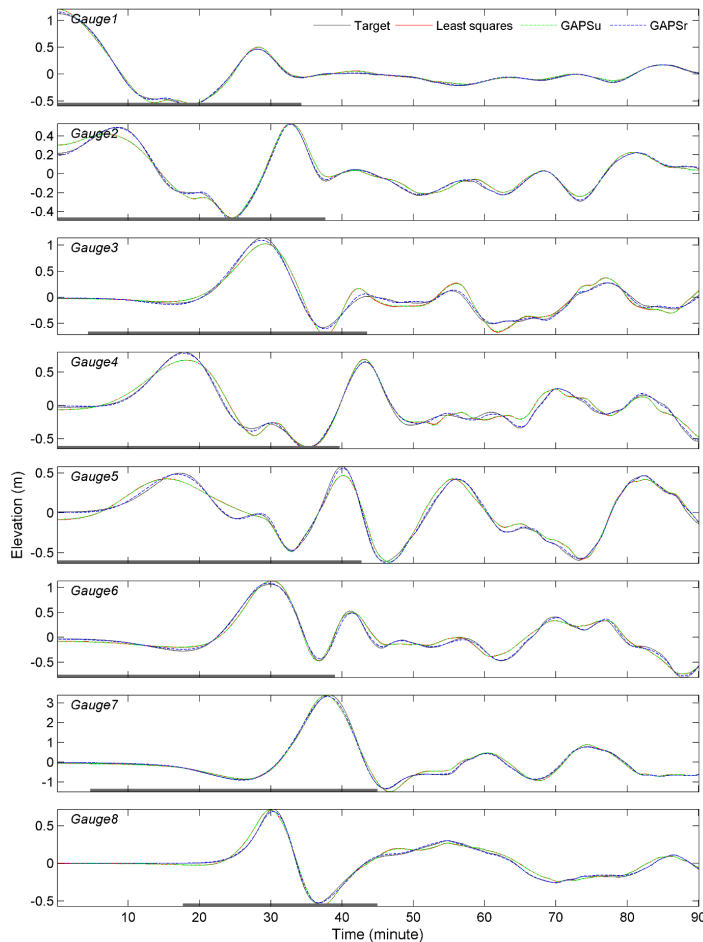 Gauge1
Target Least squares GAPSu GAPSr
1
0.5
0
-0.5
Gauge2
0.4
0.2
0
-0.2
-0.4
Gauge3
1
0.5
0
-0.5
Gauge4
0.5
0
-0.5
Gauge5
0.5
0
-0.5
Gauge6
1
0.5
0
-0.5
Gauge7
3
2
1
0
-1
Gauge8
0.5
0
-0.5
10 20 30 40 50 60 70 80 90
Time (minute)
Elevation (m)